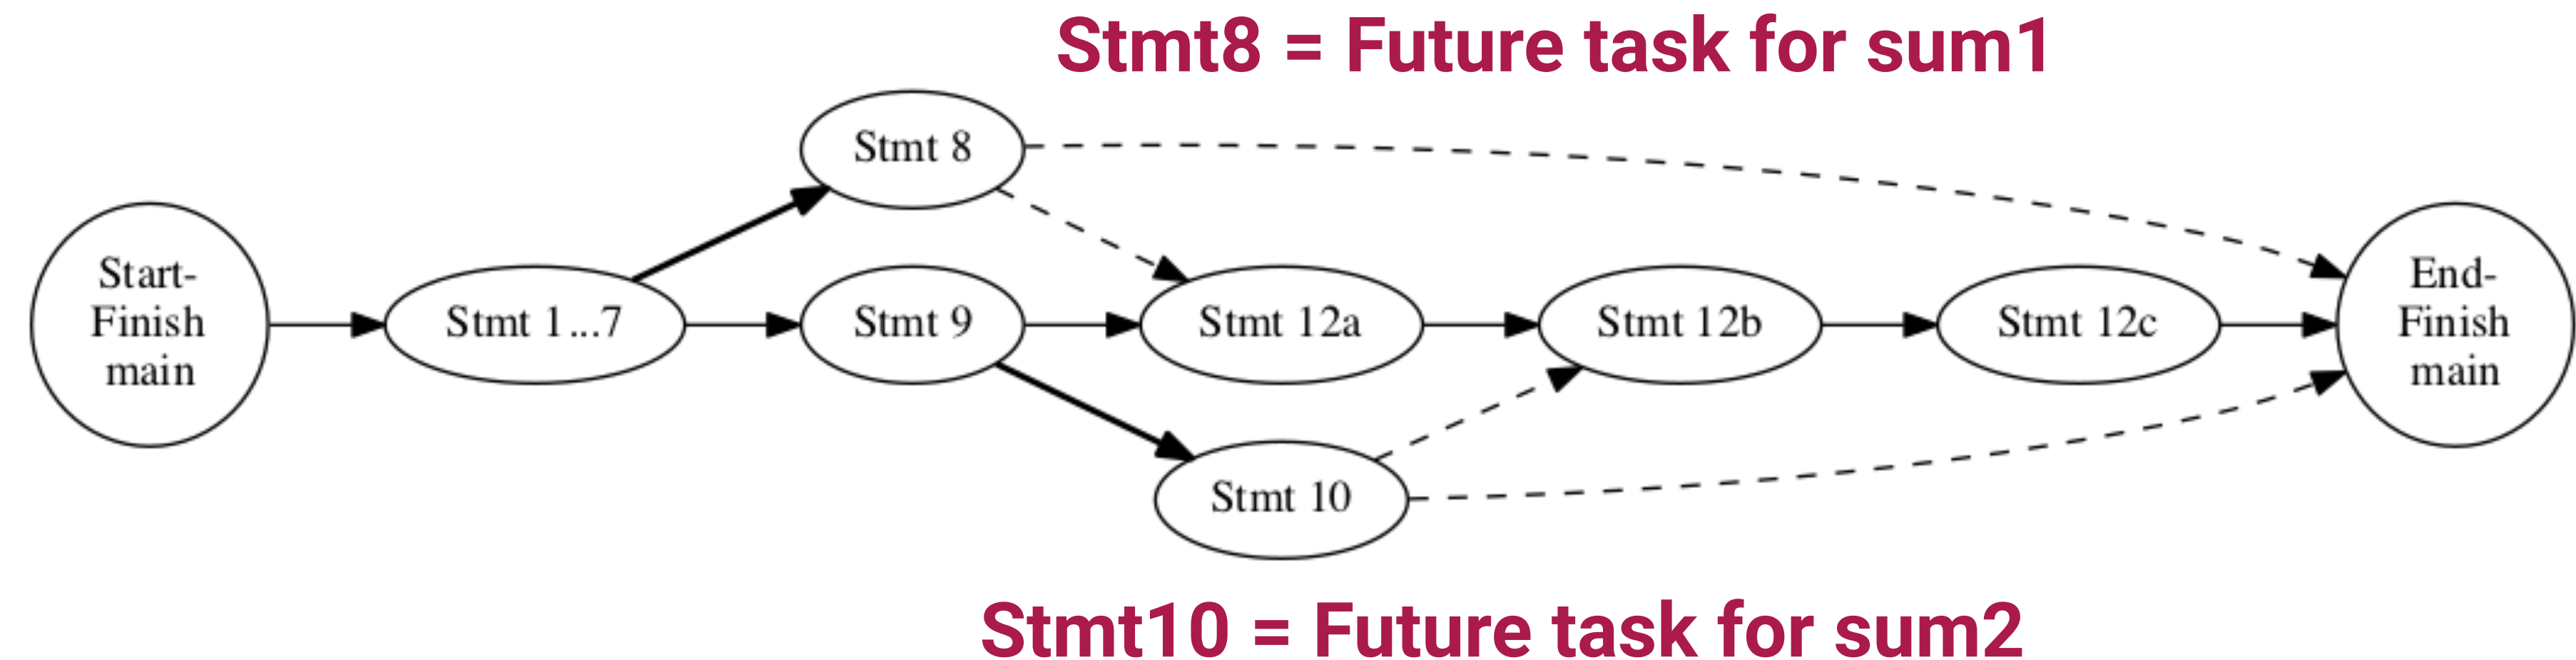 Stmt8 = Future task for sum1
Stmt 8
Start-
Finish
main
Stmt 1...7
Stmt 9
Stmt 12a
Stmt 12b
Stmt 12c
End-
Finish
main
Stmt 10
Stmt10 = Future task for sum2